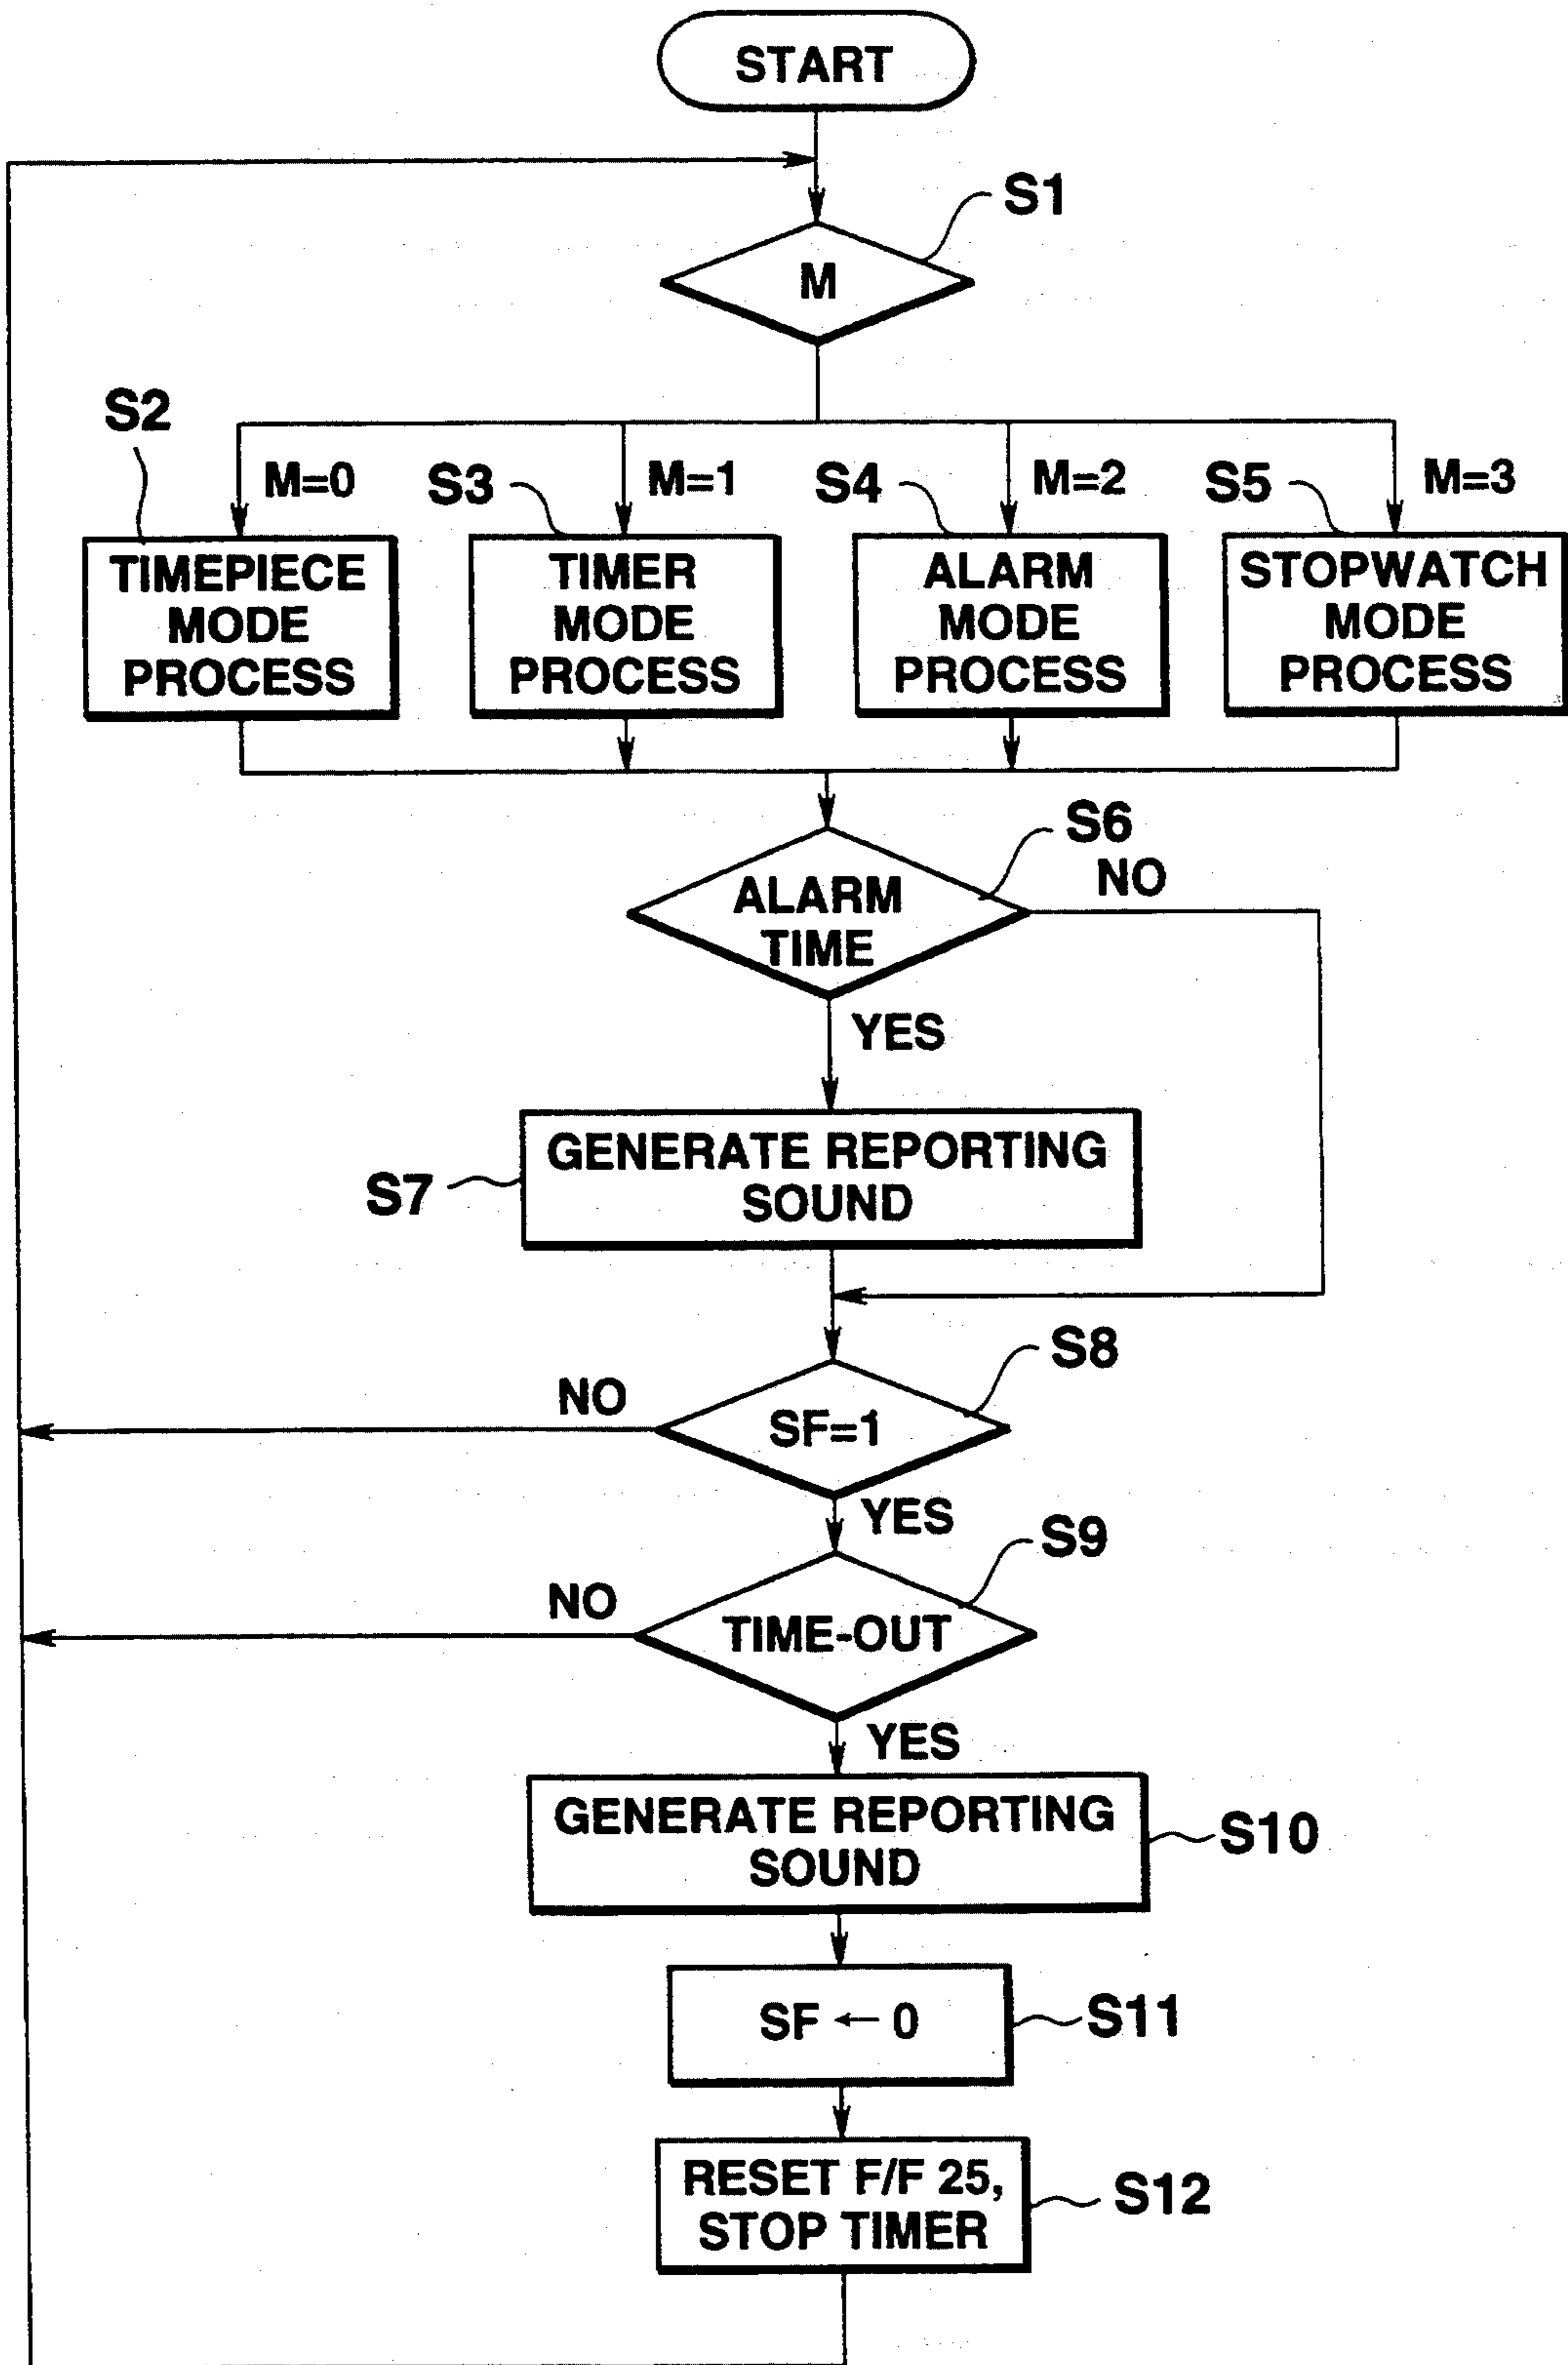 START
S1
M
S2
M=0
S3
M=1
S4
M=2
S5
M=3
TIMEPIECE
MODE
PROCESS
TIMER
MODE
PROCESS
ALARM
MODE
PROCESS
STOPWATCH
MODE
PROCESS
S6
NO
ALARM
TIME
YES
GENERATE REPORTING
SOUND
S7
S8
NO
SF=1
YES
S9
NO
TIME-OUT
YES
GENERATE REPORTING
SOUND
S10
SF ← 0
S11
RESET F/F 25,
STOP TIMER
S12